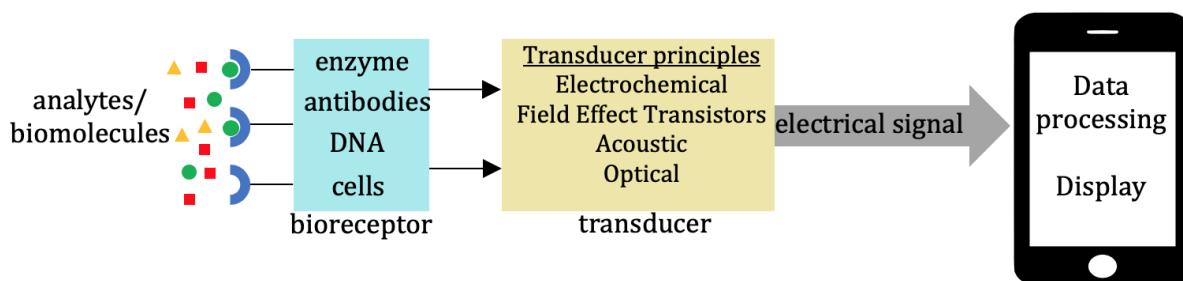 analytes/
biomolecules
enzyme
antibodies
DNA
cells
bioreceptor
Transducer principles
Electrochemical
Field Effect Transistors
Acoustic
Optical
transducer
electrical signal
Data
processing
Display